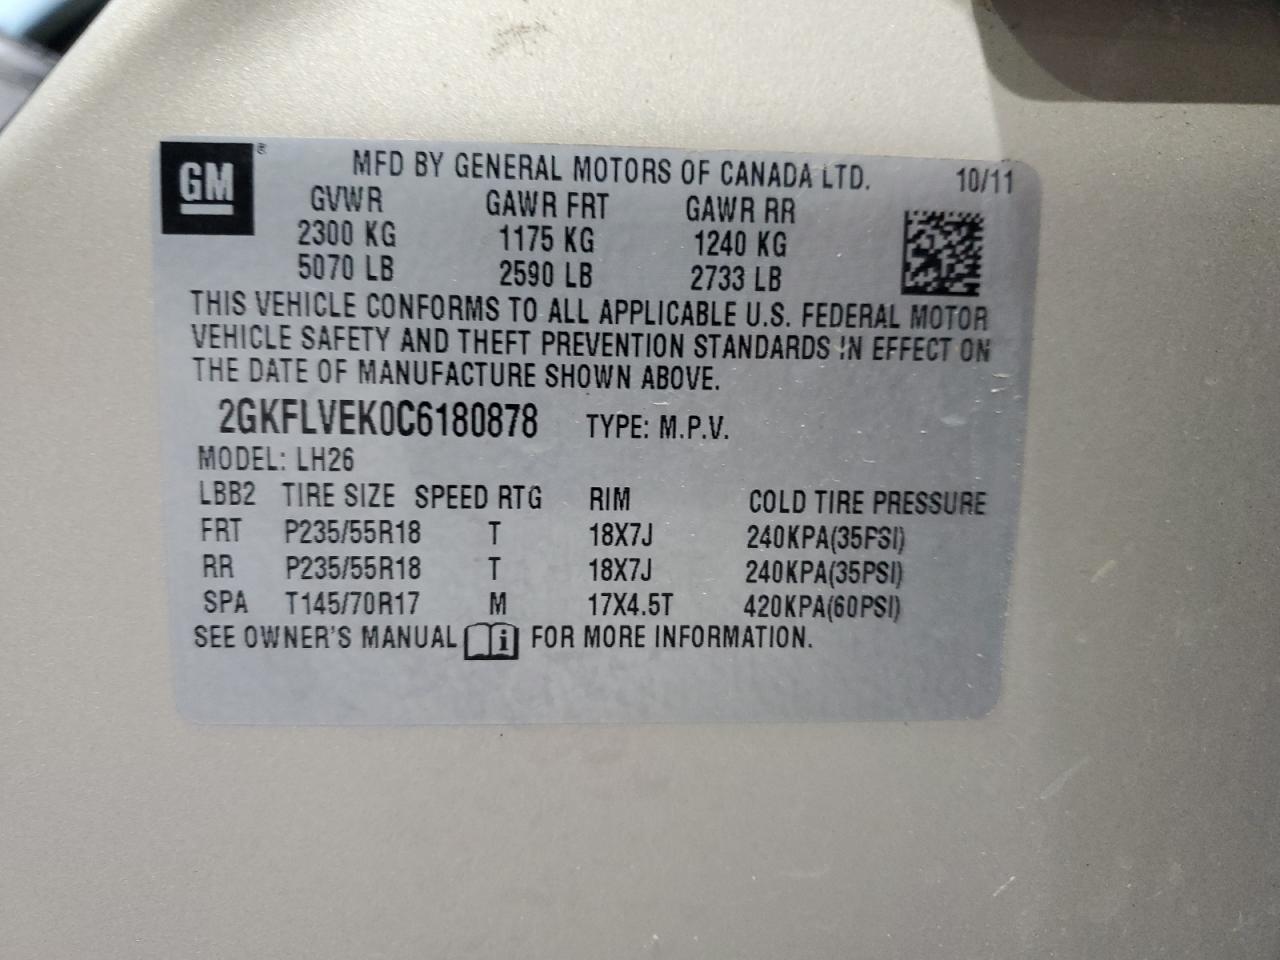 GM® MFD BY GENERAL MOTORS OF CANADA LTD. 10/11
GVWR GAWR FRT GAWR RR
2300 KG 1175 KG 1240 KG
5070 LB 2590 LB 2733 LB
THIS VEHICLE CONFORMS TO ALL APPLICABLE U.S. FEDERAL MOTOR
VEHICLE SAFETY AND THEFT PREVENTION STANDARDS IN EFFECT ON
THE DATE OF MANUFACTURE SHOWN ABOVE.
2GKFLVEK0C6180878 TYPE: M.P.V.
MODEL: LH26
LBB2 TIRE SIZE SPEED RTG RIM COLD TIRE PRESSURE
FRT P235/55R18 T 18X7J 240KPA(35PSI)
RR P235/55R18 T 18X7J 240KPA(35PSI)
SPA T145/70R17 M 17X4.5T 420KPA(60PSI)
SEE OWNER'S MANUAL i FOR MORE INFORMATION.